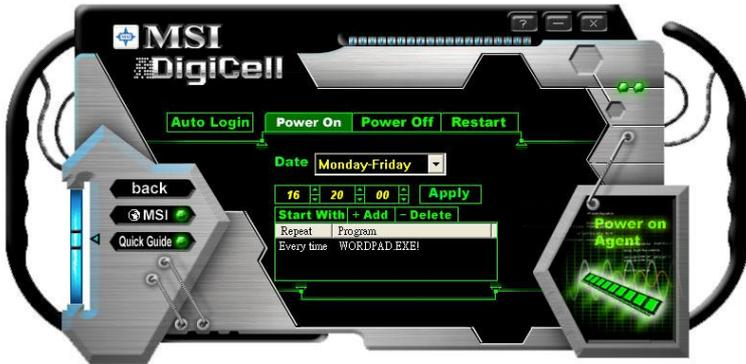 ? — X
MSI
DigiCell
Auto Login Power On Power Off Restart
Date Monday-Friday
16 20 00 Apply
Start With + Add - Delete
Repeat Program
Every time WORDPAD.EXE!
back
MSI
Quick Guide
Power on
Agent